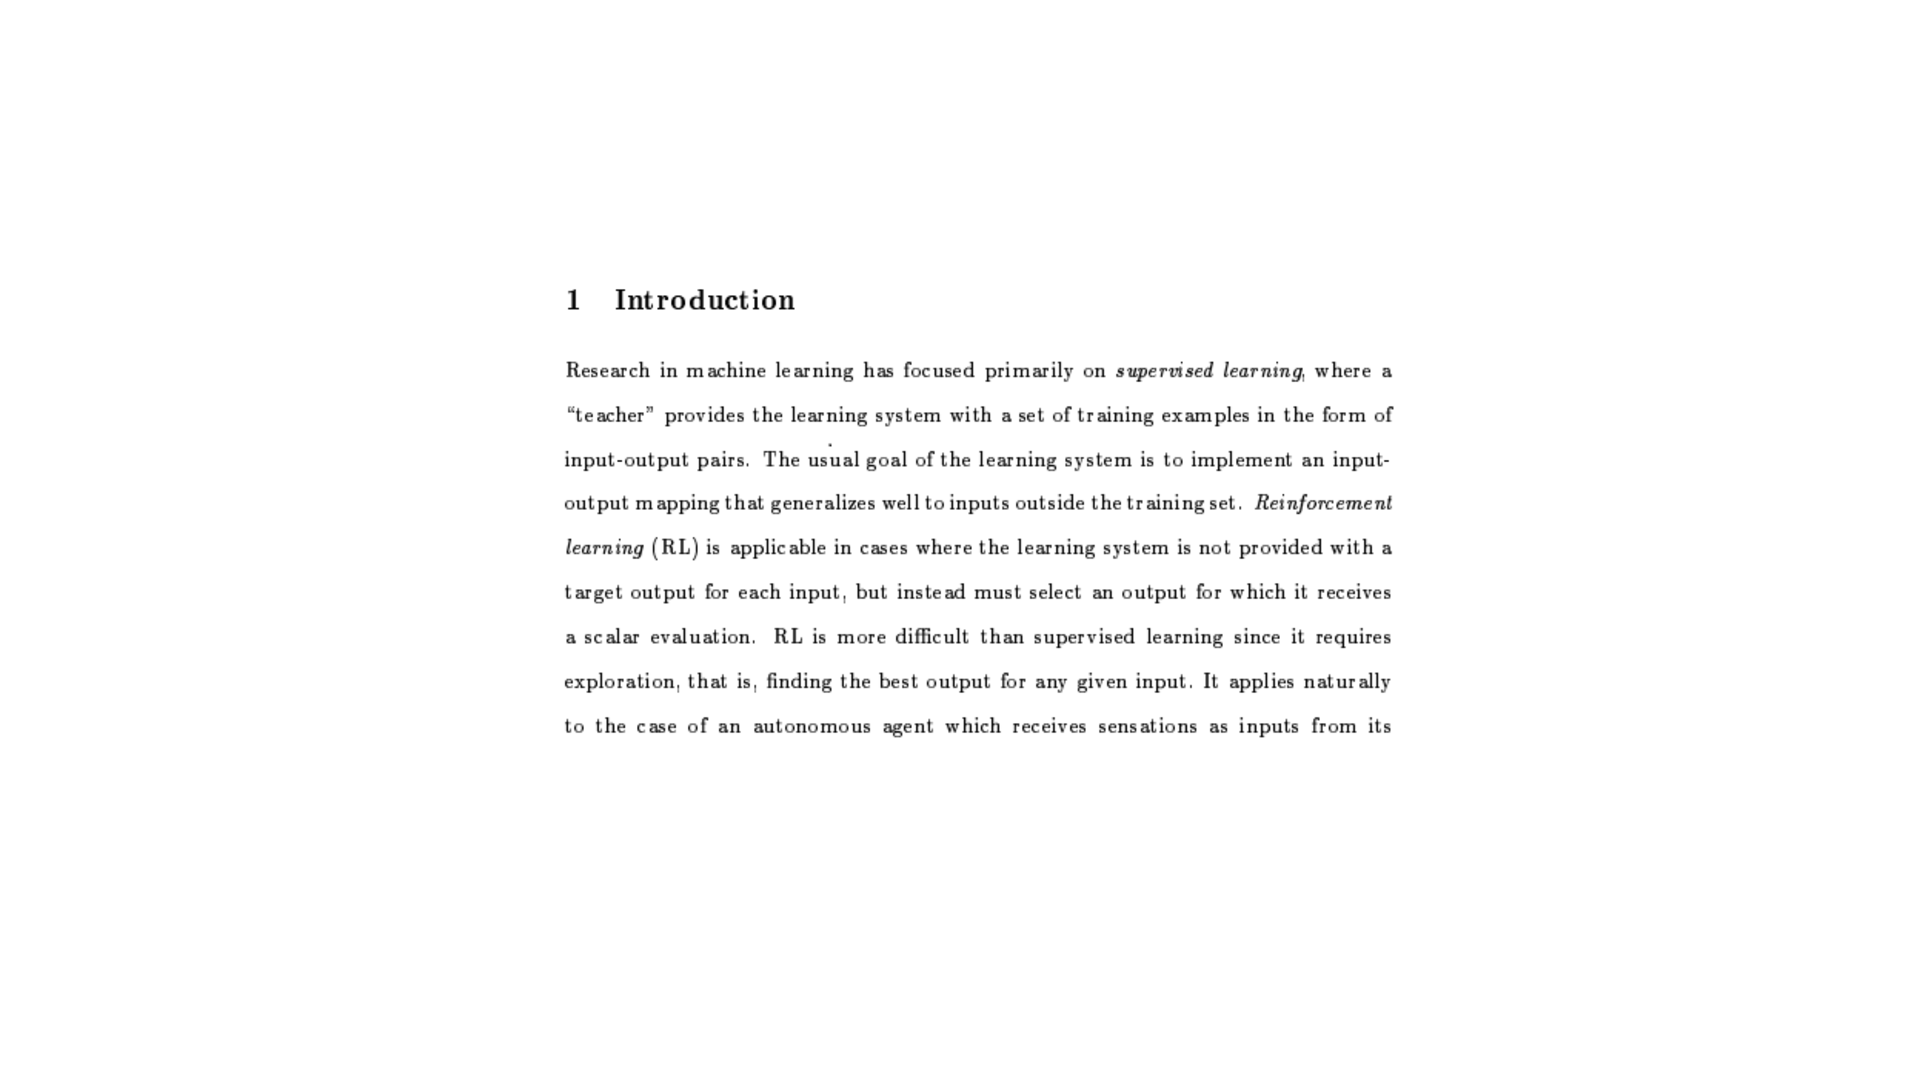 1 Introduction
Research in machine learning has focused primarily on supervised learning, where a
“teacher” provides the learning system with a set of training examples in the form of
input-output pairs. The usual goal of the learning system is to implement an input-
output mapping that generalizes well to inputs outside the training set. Reinforcement
learning (RL) is applicable in cases where the learning system is not provided with a
target output for each input, but instead must select an output for which it receives
a scalar evaluation. RL is more difficult than supervised learning since it requires
exploration, that is, finding the best output for any given input. It applies naturally
to the case of an autonomous agent which receives sensations as inputs from its